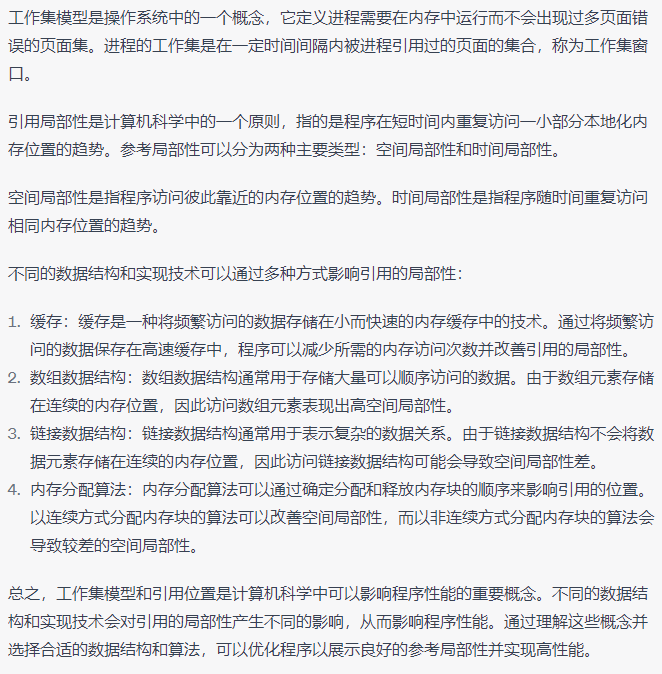 工作集模型是操作系统中的一个概念，它定义进程需要在内存中运行而不会出现过多页面错
误的页面集。进程的工作集是在一定时间间隔内被进程引用过的页面的集合，称为工作集窗
口。
引用局部性是计算机科学中的一个原则，指的是程序在短时间内重复访问一小部分本地化内
存位置的趋势。参考局部性可以分为两种主要类型：空间局部性和时间局部性。
空间局部性是指程序访问彼此靠近的内存位置的趋势。时间局部性是指程序随时间重复访问
相同内存位置的趋势。
不同的数据结构和实现技术可以通过多种方式影响引用的局部性：
1. 缓存：缓存是一种将频繁访问的数据存储在小而快速的内存缓存中的技术。通过将频繁访
问的数据保存在高速缓存中，程序可以减少所需的内存访问次数并改善引用的局部性。
2. 数组数据结构：数组数据结构通常用于存储大量可以顺序访问的数据。由于数组元素存储
在连续的内存位置，因此访问数组元素表现出高空间局部性。
3. 链接数据结构：链接数据结构通常用于表示复杂的数据关系。由于链接数据结构不会将数
据元素存储在连续的内存位置，因此访问链接数据结构可能会导致空间局部性差。
4. 内存分配算法：内存分配算法可以通过确定分配和释放内存块的顺序来影响引用的位置。
以连续方式分配内存块的算法可以改善空间局部性，而以非连续方式分配内存块的算法会
导致较差的空间局部性。
总之，工作集模型和引用位置是计算机科学中可以影响程序性能的重要概念。不同的数据结
构和实现技术会对引用的局部性产生不同的影响，从而影响程序性能。通过理解这些概念并
选择合适的数据结构和算法，可以优化程序以展示良好的参考局部性并实现高性能。